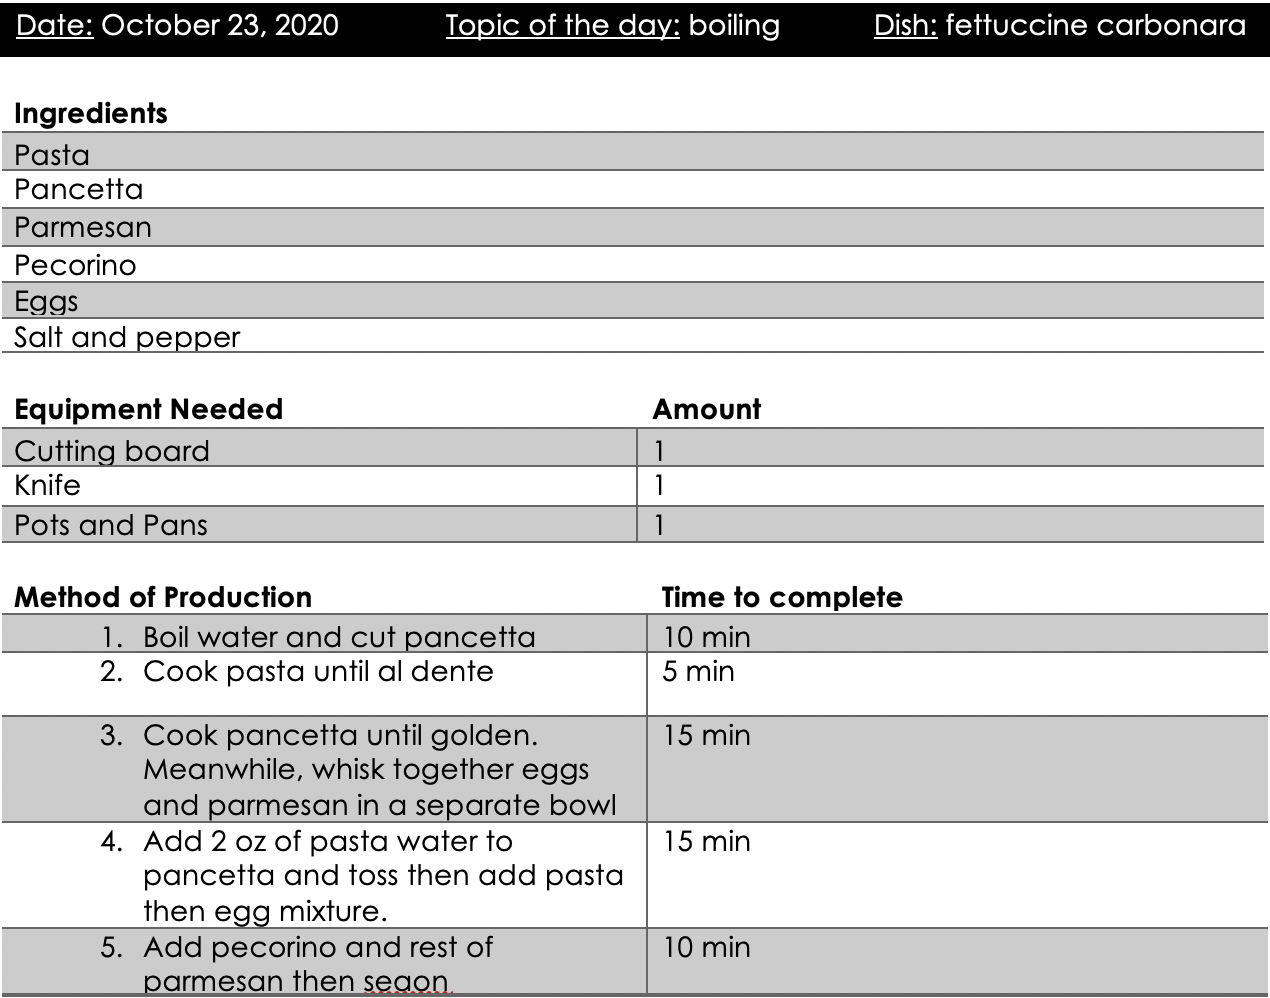 Date: October 23, 2020 Topic of the day: boiling Dish: fettuccine carbonara
Ingredients
Pasta
Pancetta
Parmesan
Pecorino
Eggs
Salt and pepper
Equipment Needed Amount
Cutting board 1
Knife 1
Pots and Pans 1
Method of Production Time to complete
1. Boil water and cut pancetta 10 min
2. Cook pasta until al dente 5 min
3. Cook pancetta until golden. 15 min
Meanwhile, whisk together eggs
and parmesan in a separate bowl
4. Add 2 oz of pasta water to 15 min
pancetta and toss then add pasta
then egg mixture.
5. Add pecorino and rest of 10 min
parmesan then seaon